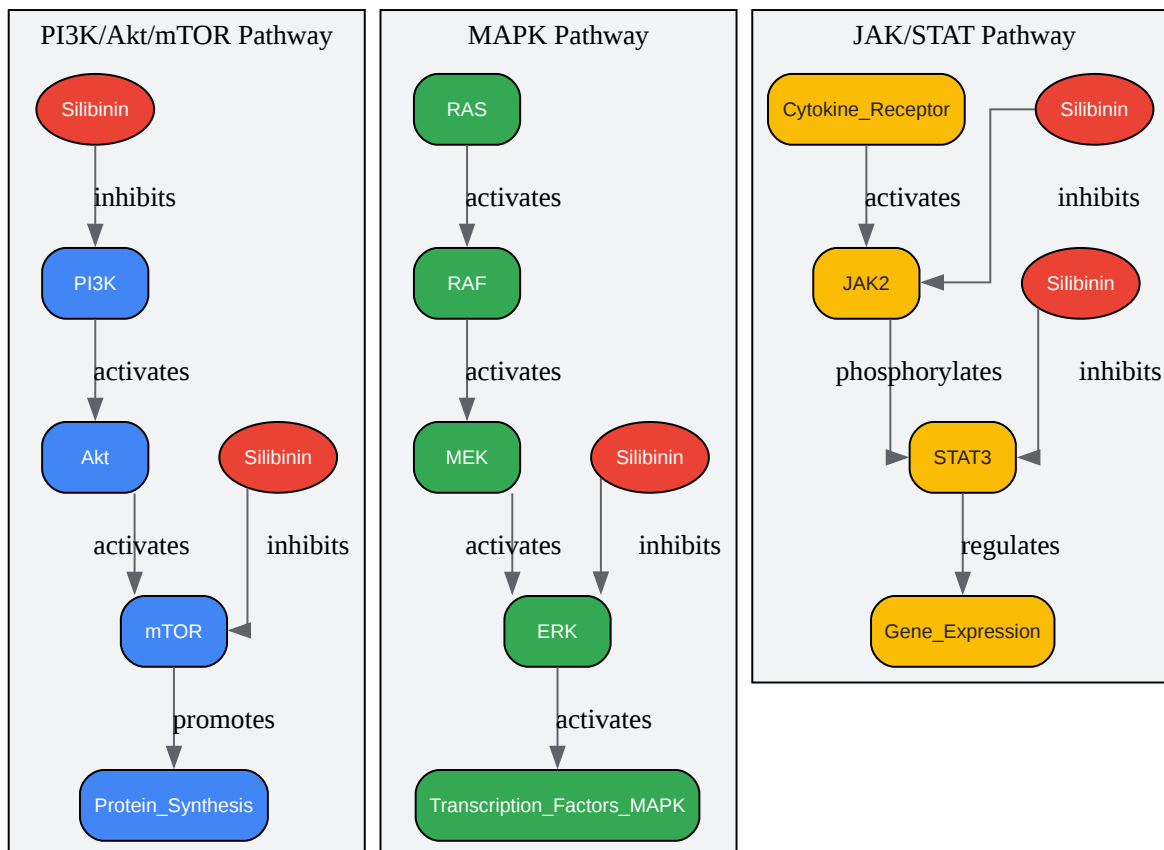 PI3K/Akt/mTOR Pathway
Silibinin
inhibits
PI3K
activates
Akt
Silibinin
activates
inhibits
mTOR
promotes
Protein_Synthesis
MAPK Pathway
RAS
activates
RAF
activates
MEK
Silibinin
activates
inhibits
ERK
activates
Transcription_Factors_MAPK
JAK/STAT Pathway
Cytokine_Receptor
Silibinin
activates
inhibits
JAK2
Silibinin
phosphorylates
inhibits
STAT3
regulates
Gene_Expression